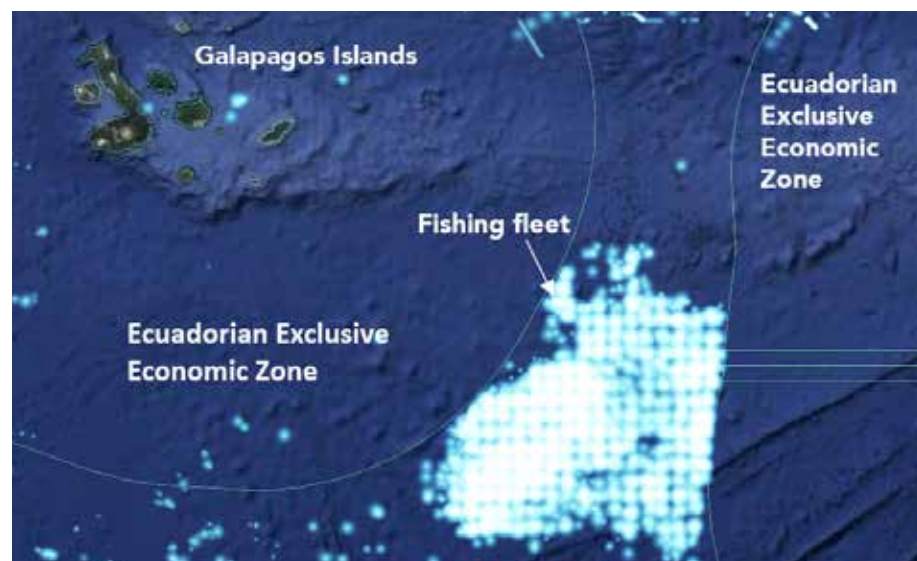 Galapagos Islands
Ecuadorian
Exclusive
Economic
Zone
Fishing fleet
Ecuadorian Exclusive
Economic Zone